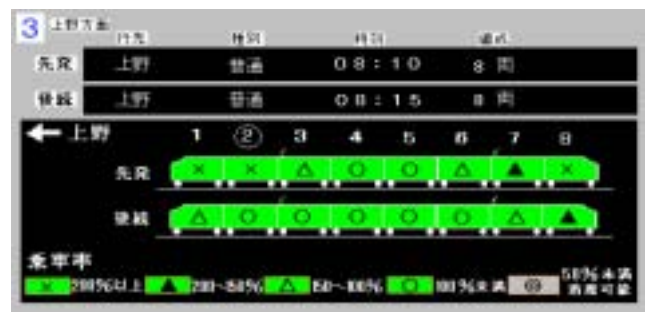 3 上野方面
行先 種別 時刻 編成
先発 上野 普通 08:10 8両
後続 上野 普通 08:15 8両
← 上野 1 ② 3 4 5 6 7 8
先発 × × △ ○ ○ △ ▲ ×
後続 △ ○ ○ ○ ○ ○ △ ▲
乗車率
× 200%以上 ▲ 200~150% △ 150~100% ○ 100%未満 ◎ 50%未満
着席可能